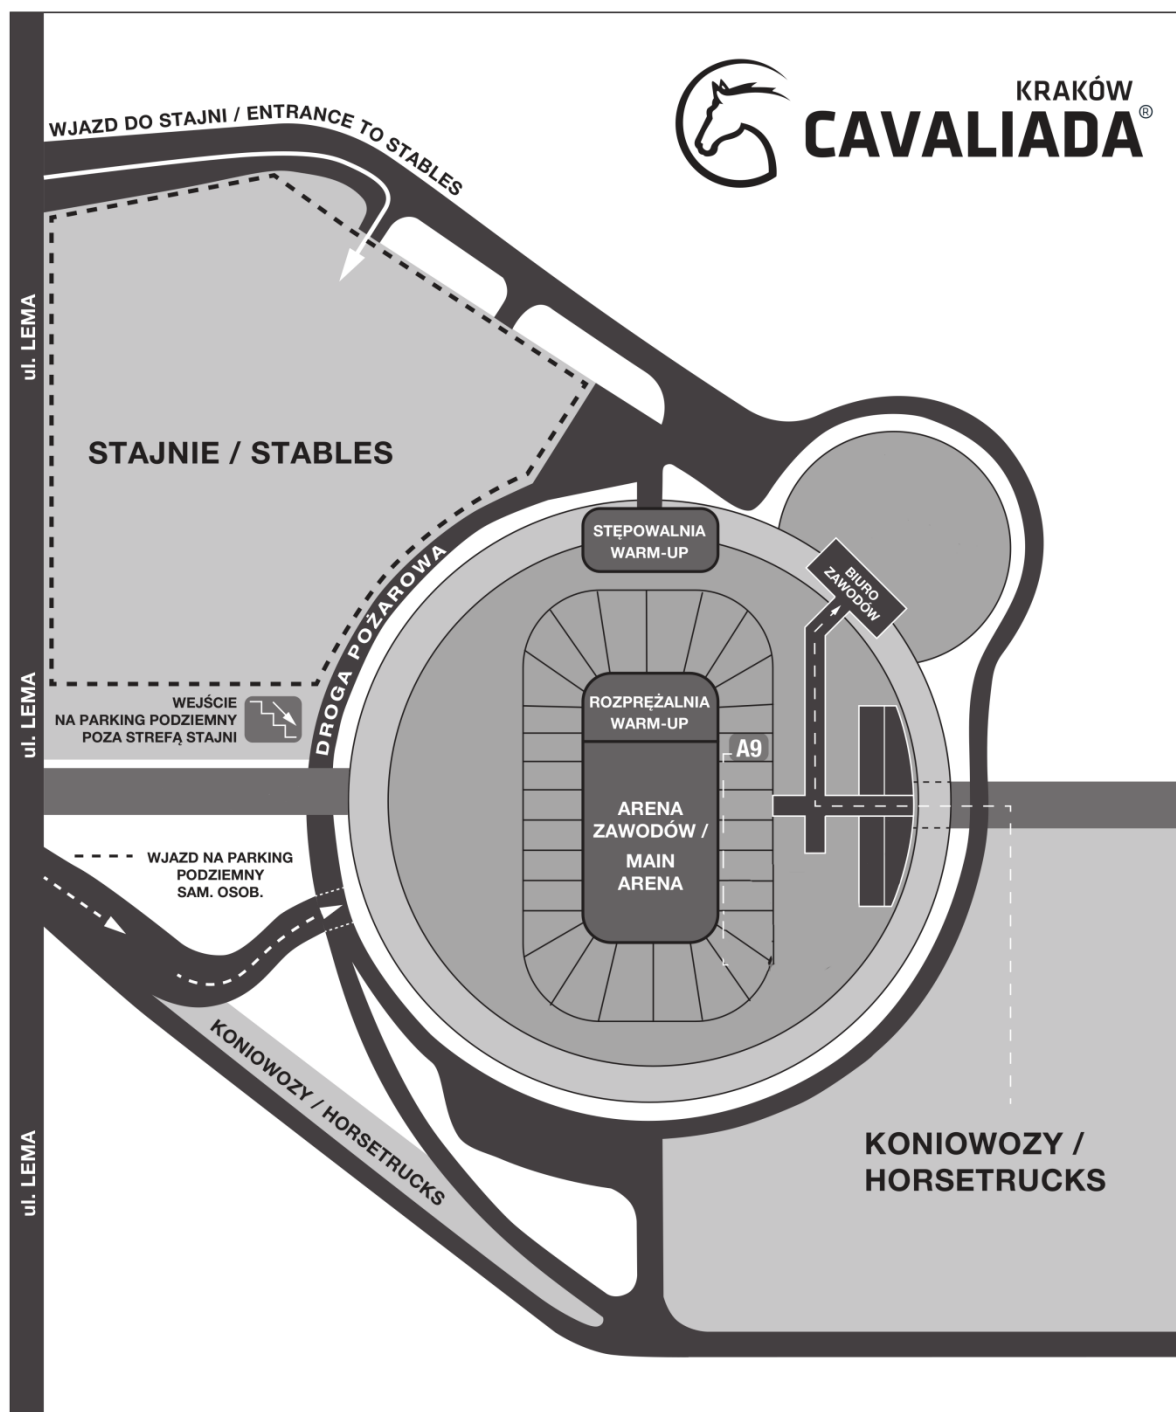 KRAKÓW
CAVALIADA®
WJAZD DO STAJNI / ENTRANCE TO STABLES
ul. LEMA
STAJNIE / STABLES
STĘPOWALNIA
WARM-UP
BIURO
ZAWODÓW
DROGA POŻAROWA
ul. LEMA
WEJŚCIE
NA PARKING PODZIEMNY
POZA STREFĄ STAJNI
ROZPRĘŻALNIA
WARM-UP
A9
ARENA
ZAWODÓW /
MAIN
ARENA
WJAZD NA PARKING
PODZIEMNY
SAM. OSOB.
KONIOWOZY / HORSETRUCKS
ul. LEMA
KONIOWOZY /
HORSETRUCKS